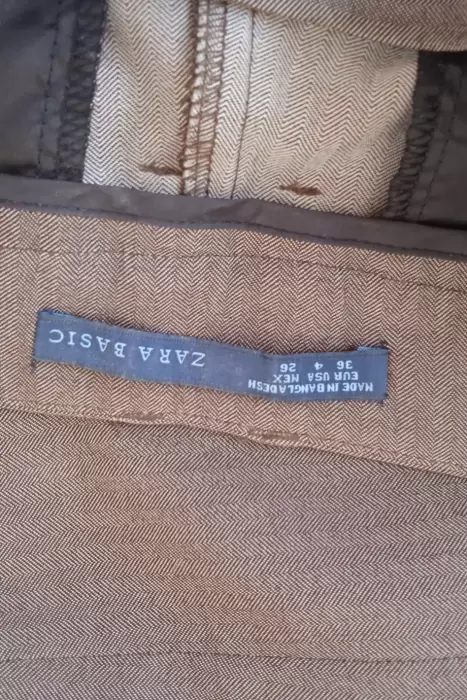 ZARA BASIC
MADE IN BANGLADESH
EUR USA MEX
36 4 26